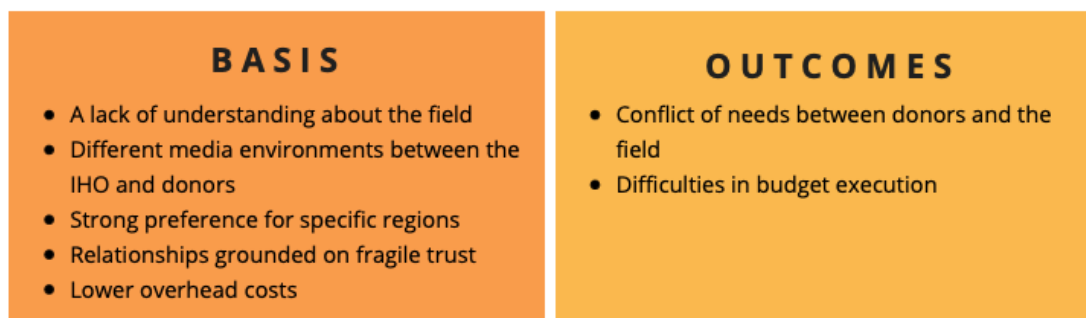 BASIS
• A lack of understanding about the field
• Different media environments between the
IHO and donors
• Strong preference for specific regions
• Relationships grounded on fragile trust
• Lower overhead costs
OUTCOMES
• Conflict of needs between donors and the
field
• Difficulties in budget execution